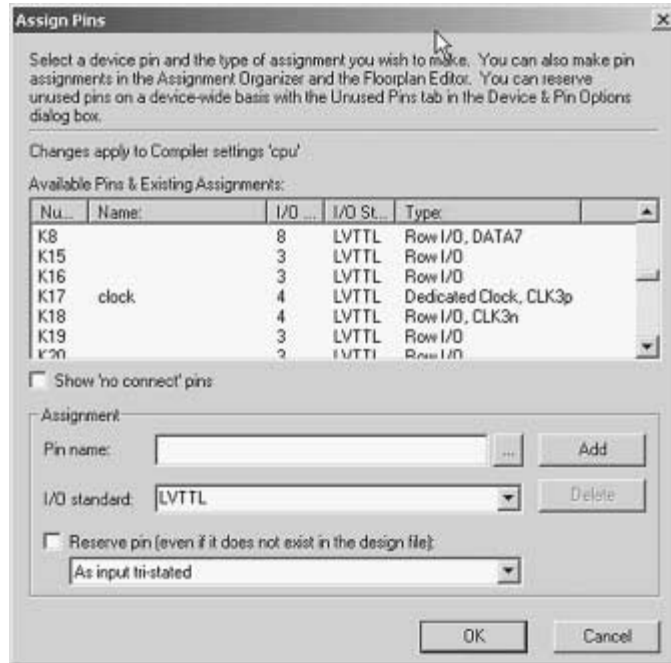 Assign Pins
Select a device pin and the type of assignment you wish to make. You can also make pin
assignments in the Assignment Organizer and the Floorplan Editor. You can reserve
unused pins on a device-wide basis with the Unused Pins tab in the Device & Pin Options
dialog box.
Changes apply to Compiler settings 'cpu'
Available Pins & Existing Assignments:
Nu... Name: I/O ... I/O St... Type:
K8 8 LVTTL Row I/O, DATA7
K15 3 LVTTL Row I/O
K16 3 LVTTL Row I/O
K17 clock 4 LVTTL Dedicated Clock, CLK3p
K18 4 LVTTL Row I/O, CLK3n
K19 3 LVTTL Row I/O
K20 3 LVTTL Row I/O
Show 'no connect' pins
Assignment
Pin name: ... Add
I/O standard: LVTTL Delete
Reserve pin (even if it does not exist in the design file):
As input tri-stated
OK Cancel